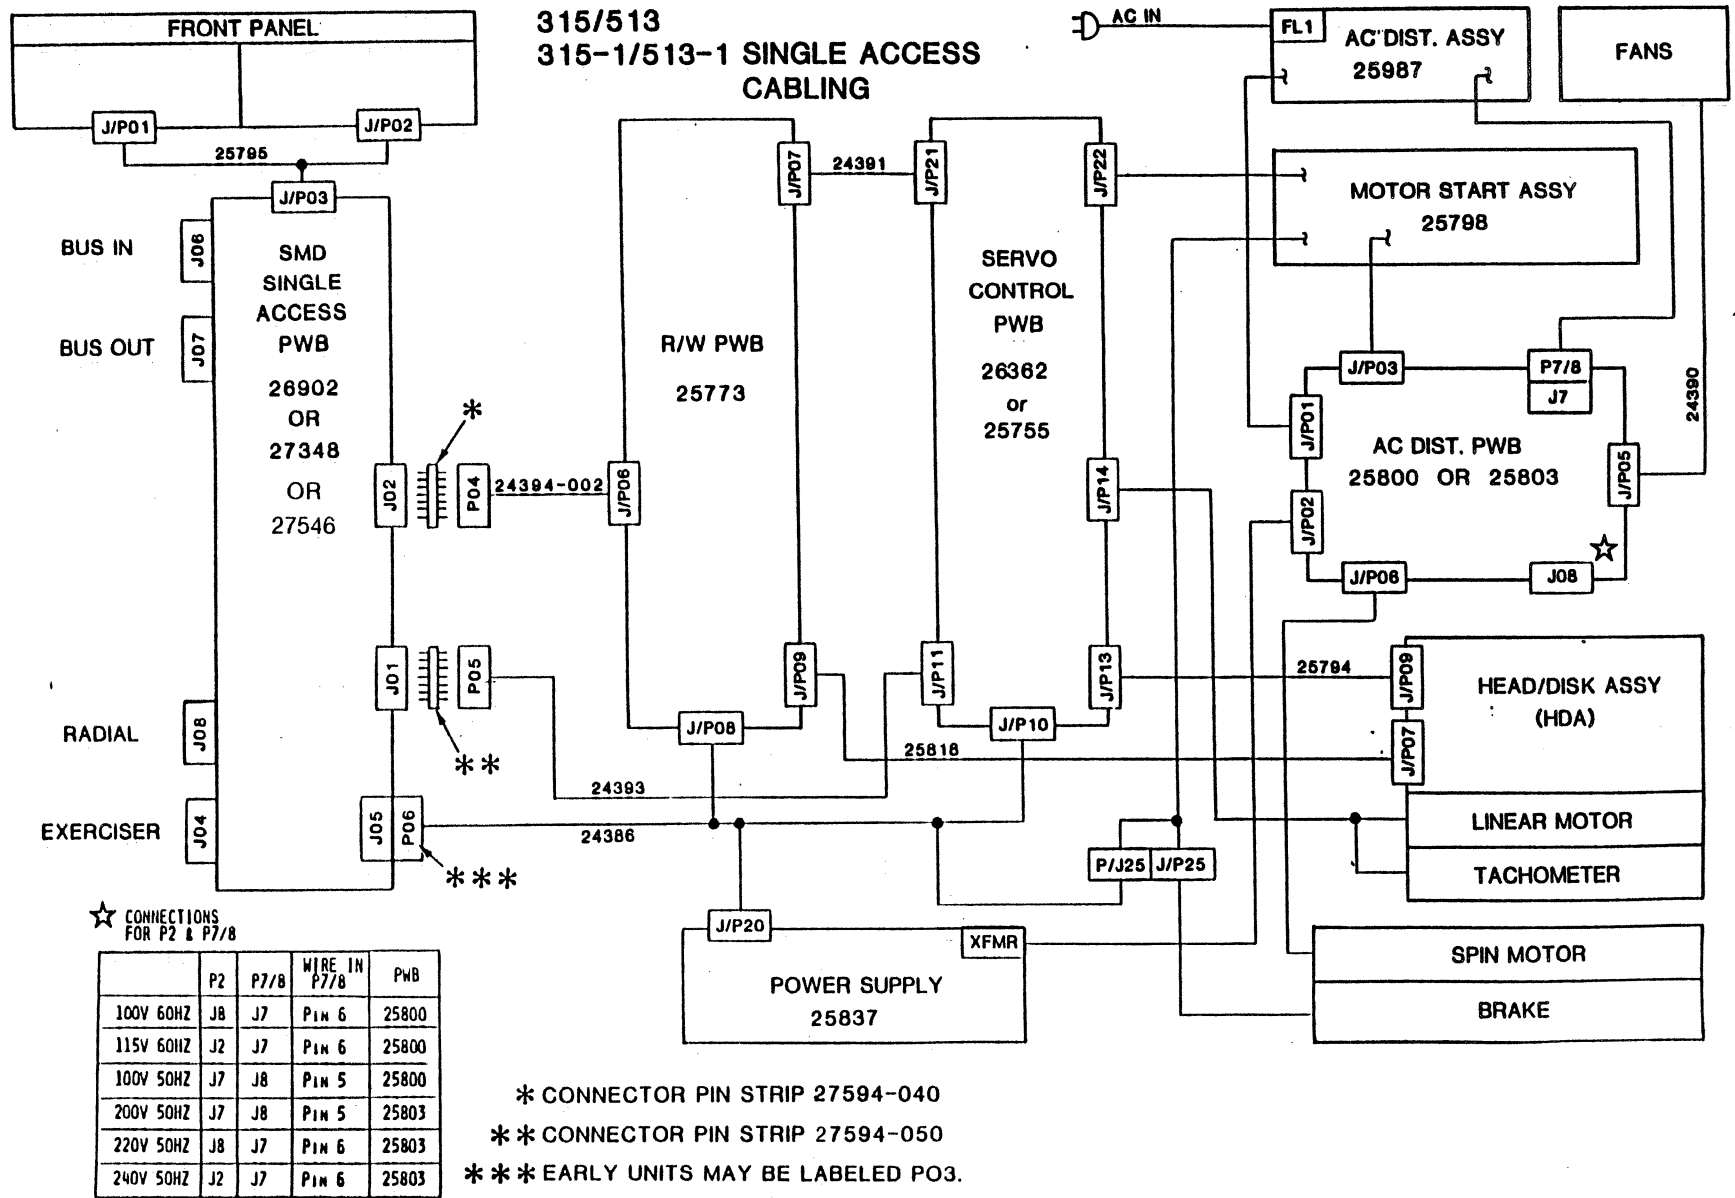 315/513
315-1/513-1 SINGLE ACCESS
CABLING
FRONT PANEL
J/P01
J/P02
25795
J/P03
BUS IN
J06
BUS OUT
J07
SMD
SINGLE
ACCESS
PWB
26902
OR
27348
OR
27546
J02
*
P04
24394-002
J01
P05
**
RADIAL
J08
EXERCISER
J04
J05
P06
***
24393
24386
J/P06
R/W PWB
25773
J/P07
J/P09
J/P08
24391
J/P21
J/P22
SERVO
CONTROL
PWB
26362
or
25755
J/P14
J/P11
J/P13
J/P10
25818
25794
AC IN
FL1
AC DIST. ASSY
25987
FANS
MOTOR START ASSY
25798
24390
J/P03
P7/8
J7
J/P01
AC DIST. PWB
25800 OR 25803
J/P05
J/P02
J/P06
☆
J08
J/P09
HEAD/DISK ASSY
(HDA)
J/P07
LINEAR MOTOR
TACHOMETER
P/J25
J/P25
J/P20
XFMR
POWER SUPPLY
25837
SPIN MOTOR
BRAKE
☆ CONNECTIONS
FOR P2 & P7/8
P2 P7/8 WIRE IN P7/8 PWB
100V 60HZ J8 J7 PIN 6 25800
115V 60HZ J2 J7 PIN 6 25800
100V 50HZ J7 J8 PIN 5 25800
200V 50HZ J7 J8 PIN 5 25803
220V 50HZ J8 J7 PIN 6 25803
240V 50HZ J2 J7 PIN 6 25803
* CONNECTOR PIN STRIP 27594-040
** CONNECTOR PIN STRIP 27594-050
*** EARLY UNITS MAY BE LABELED PO3.